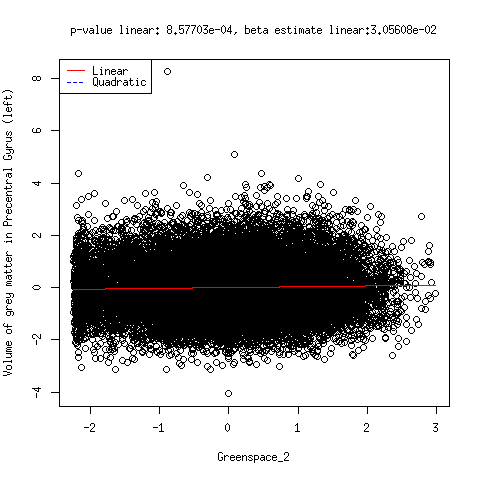 p-value linear: 8.57703e-04, beta estimate linear:3.05608e-02
Linear
Quadratic
Volume of grey matter in Precentral Gyrus (left)
8
6
4
2
0
-2
-4
-2
-1
0
1
2
3
Greenspace_2